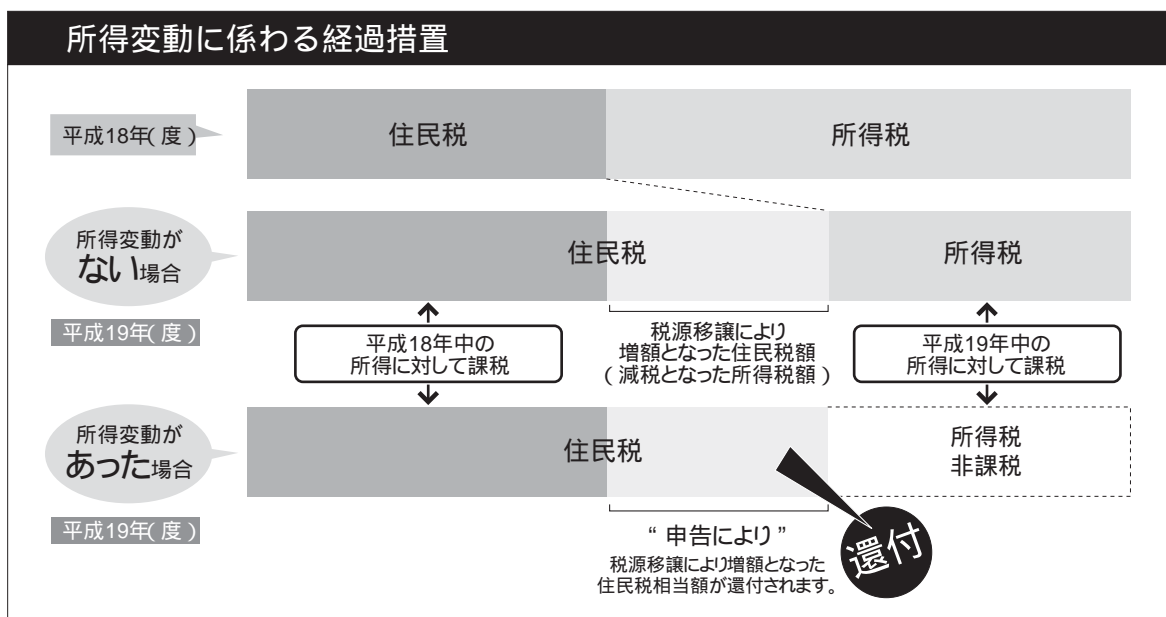 所得変動に係わる経過措置
平成18年(度)
住民税
所得税
所得変動が
ない場合
平成19年(度)
住民税
所得税
平成18年中の
所得に対して課税
税源移譲により
増額となった住民税額
(減税となった所得税額)
平成19年中の
所得に対して課税
所得変動が
あった場合
平成19年(度)
住民税
所得税
非課税
“申告により”
税源移譲により増額となった
住民税相当額が還付されます。
還付